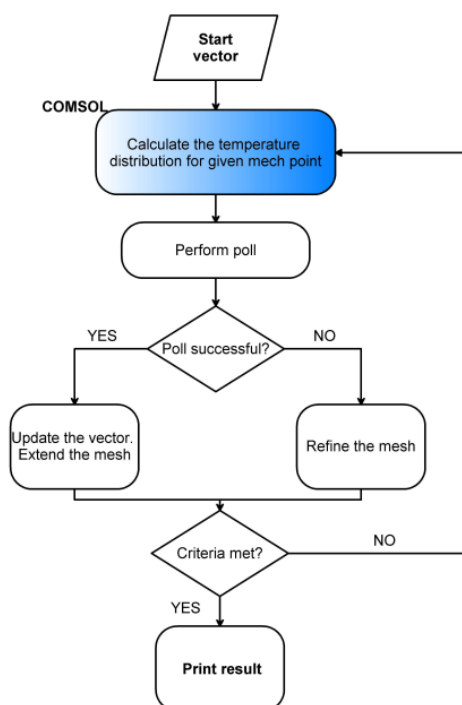 Start
vector
COMSOL
Calculate the temperature
distribution for given mech point
Perform poll
YES
NO
Poll successful?
Update the vector.
Extend the mesh
Refine the mesh
Criteria met?
NO
YES
Print result